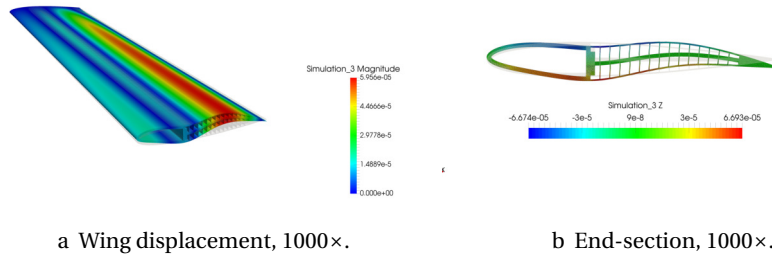 Simulation_3 Magnitude
5.956e-05
4.4665e-5
2.9778e-5
1.4889e-5
0.000e+00
Simulation_3 Z
-6.674e-05 -3e-5 9e-8 3e-5 6.693e-05
a Wing displacement, 1000×.
b End-section, 1000×.